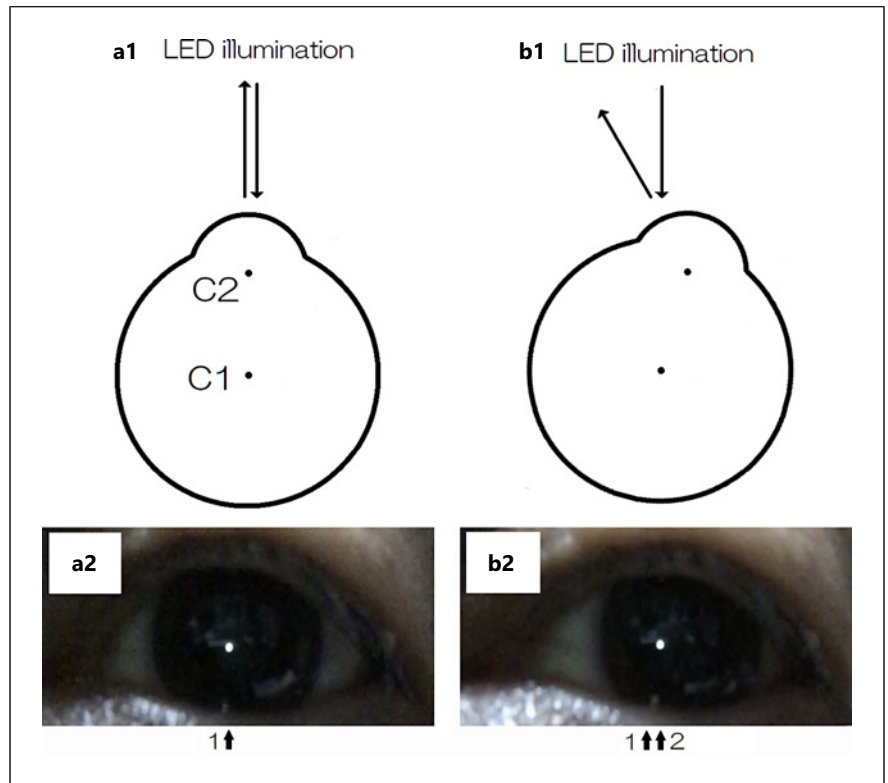 a1 LED illumination
b1 LED illumination
C2
C1
a2
b2
1
1 2